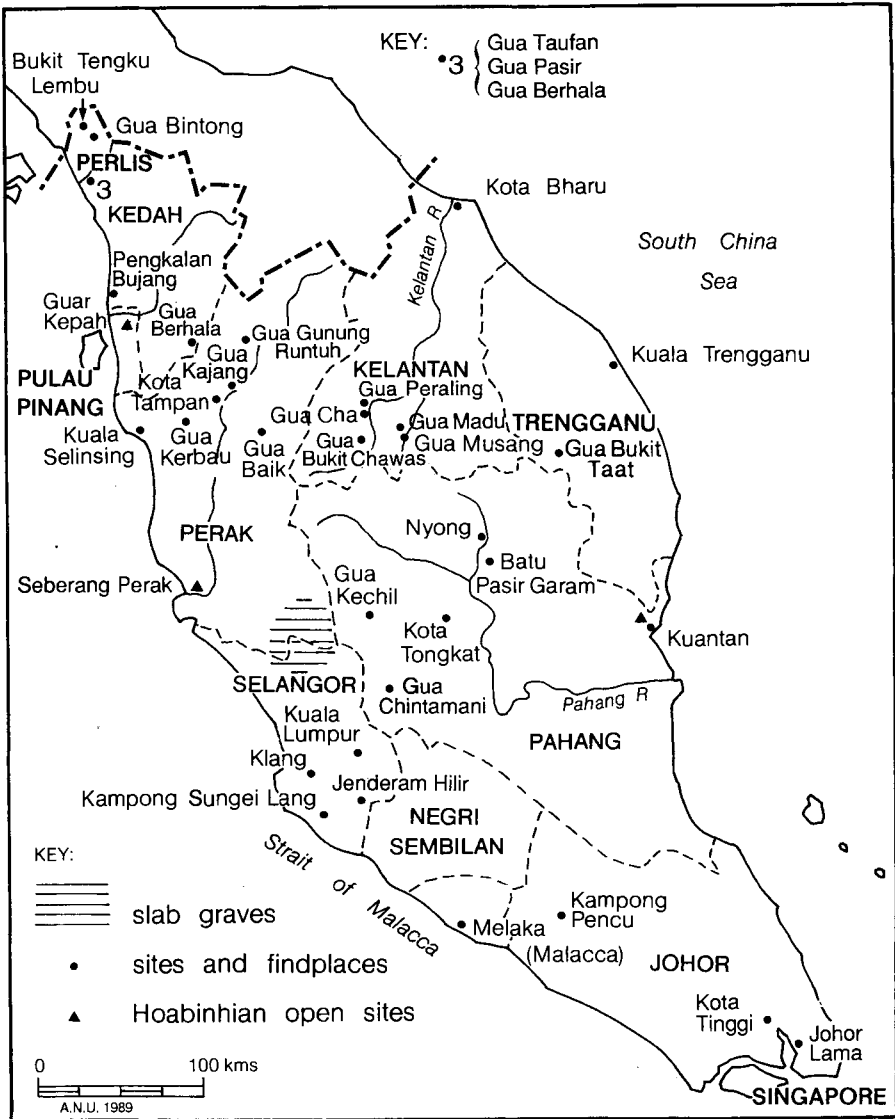 KEY:
3
Gua Taufan
Gua Pasir
Gua Berhala
Bukit Tengku
Lembu
Gua Bintong
PERLIS
3
KEDAH
Kota Bharu
Kelantan R
South China
Sea
Pengkalan
Bujang
Guar
Kepah
Gua
Berhala
Gua Gunung
Runtuh
Gua
Kajang
PULAU
PINANG
Kota
Tampan
KELANTAN
Gua Peraling
Kuala Trengganu
Gua Cha
Gua Madu
TRENGGANU
Kuala
Selinsing
Gua
Kerbau
Gua
Baik
Gua
Bukit Chawas
Gua Musang
Gua Bukit
Taat
PERAK
Nyong
Batu
Pasir Garam
Seberang Perak
Gua
Kechil
Kota
Tongkat
Kuantan
SELANGOR
Gua
Chintamani
Pahang R
Kuala
Lumpur
PAHANG
Klang
Jenderam Hilir
Kampong Sungei Lang
NEGRI
SEMBILAN
Strait of Malacca
KEY:
slab graves
sites and findplaces
Hoabinhian open sites
Melaka
(Malacca)
Kampong
Pencu
JOHOR
Kota
Tinggi
Johor
Lama
SINGAPORE
0 100 kms
A.N.U. 1989